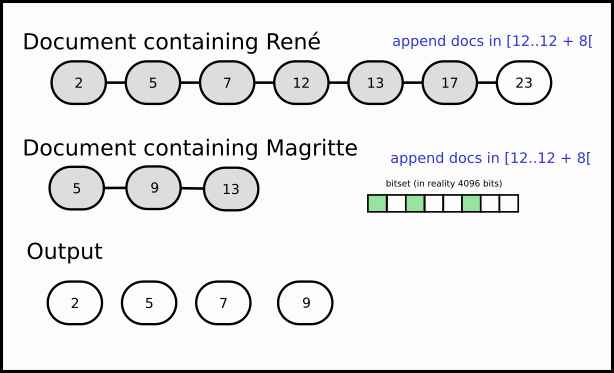 Document containing René
append docs in [12..12 + 8[
2 5 7 12 13 17 23
Document containing Magritte
append docs in [12..12 + 8[
bitset (in reality 4096 bits)
5 9 13
Output
2 5 7 9